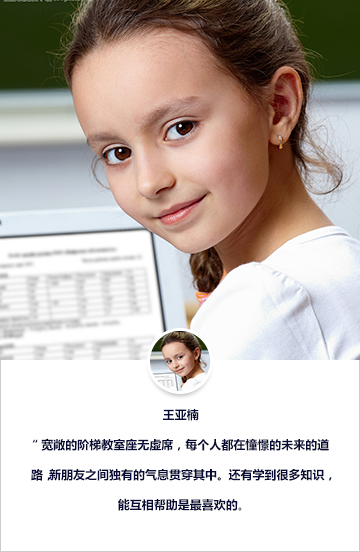 王亚楠
“ 宽敞的阶梯教室座无虚席，每个人都在憧憬的未来的道
路，新朋友之间独有的气息贯穿其中。还有学到很多知识，
能互相帮助是最喜欢的。